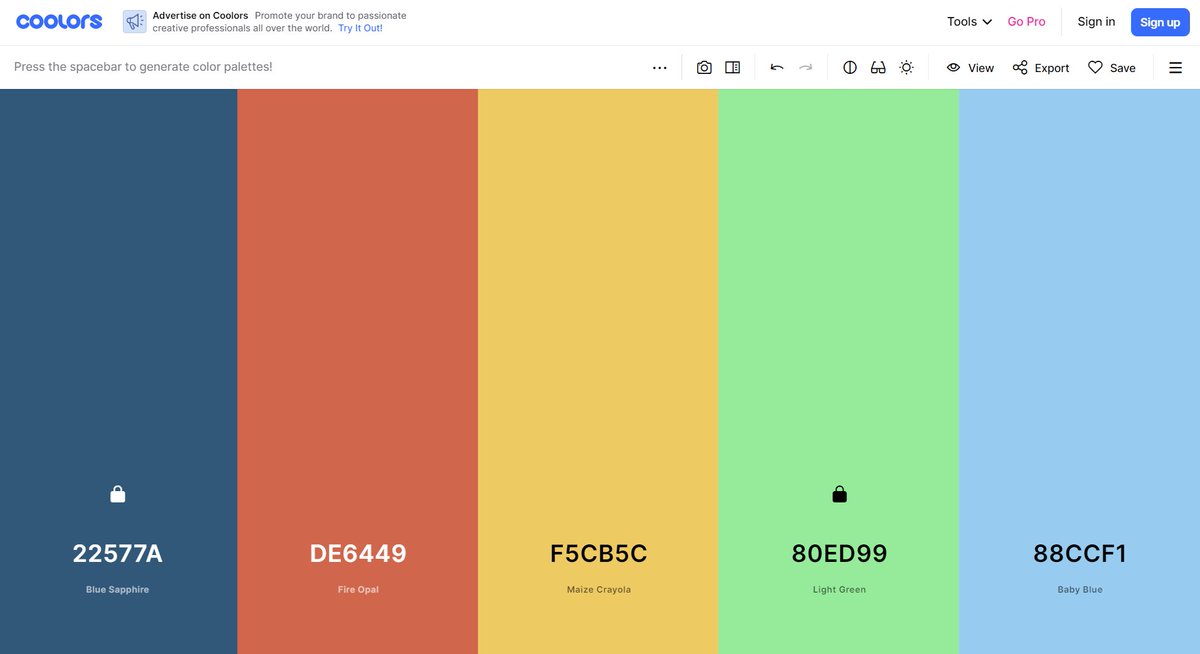 coolors
Advertise on Coolors Promote your brand to passionate
creative professionals all over the world. Try It Out!
Tools Go Pro Sign in Sign up
Press the spacebar to generate color palettes!
View Export Save
22577A DE6449 F5CB5C 80ED99 88CCF1
Blue Sapphire Fire Opal Maize Crayola Light Green Baby Blue